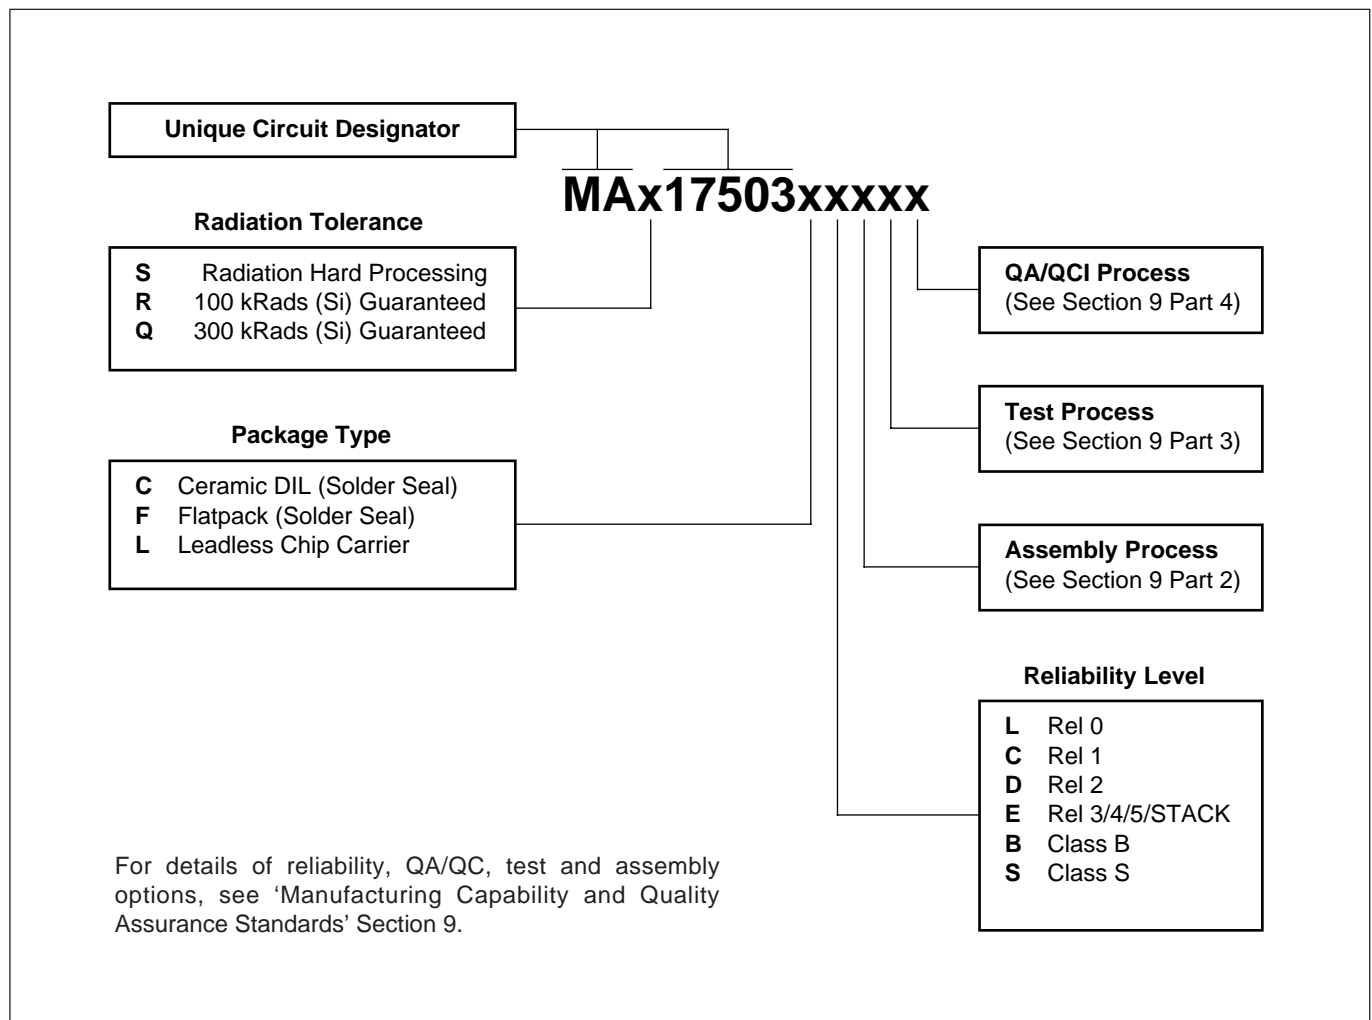 Unique Circuit Designator
MAx17503xxxxx
Radiation Tolerance
S Radiation Hard Processing
R 100 kRads (Si) Guaranteed
Q 300 kRads (Si) Guaranteed
Package Type
C Ceramic DIL (Solder Seal)
F Flatpack (Solder Seal)
L Leadless Chip Carrier
QA/QCI Process
(See Section 9 Part 4)
Test Process
(See Section 9 Part 3)
Assembly Process
(See Section 9 Part 2)
Reliability Level
L Rel 0
C Rel 1
D Rel 2
E Rel 3/4/5/STACK
B Class B
S Class S
For details of reliability, QA/QC, test and assembly
options, see ‘Manufacturing Capability and Quality
Assurance Standards’ Section 9.